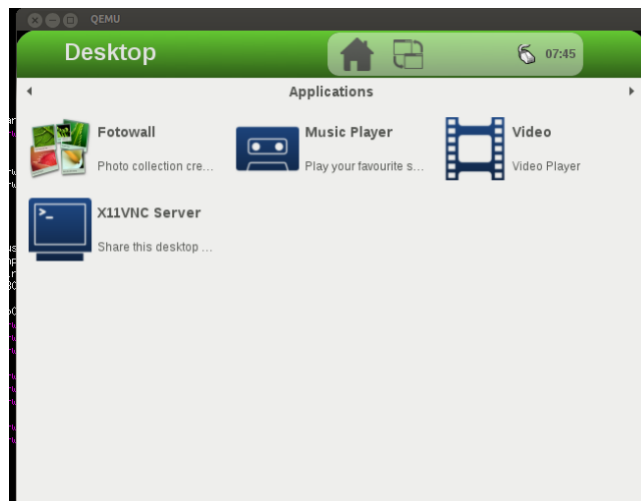 QEMU
Desktop
07:45
Applications
Fotowall
Photo collection cre...
Music Player
Play your favourite s...
Video
Video Player
X11VNC Server
Share this desktop ...